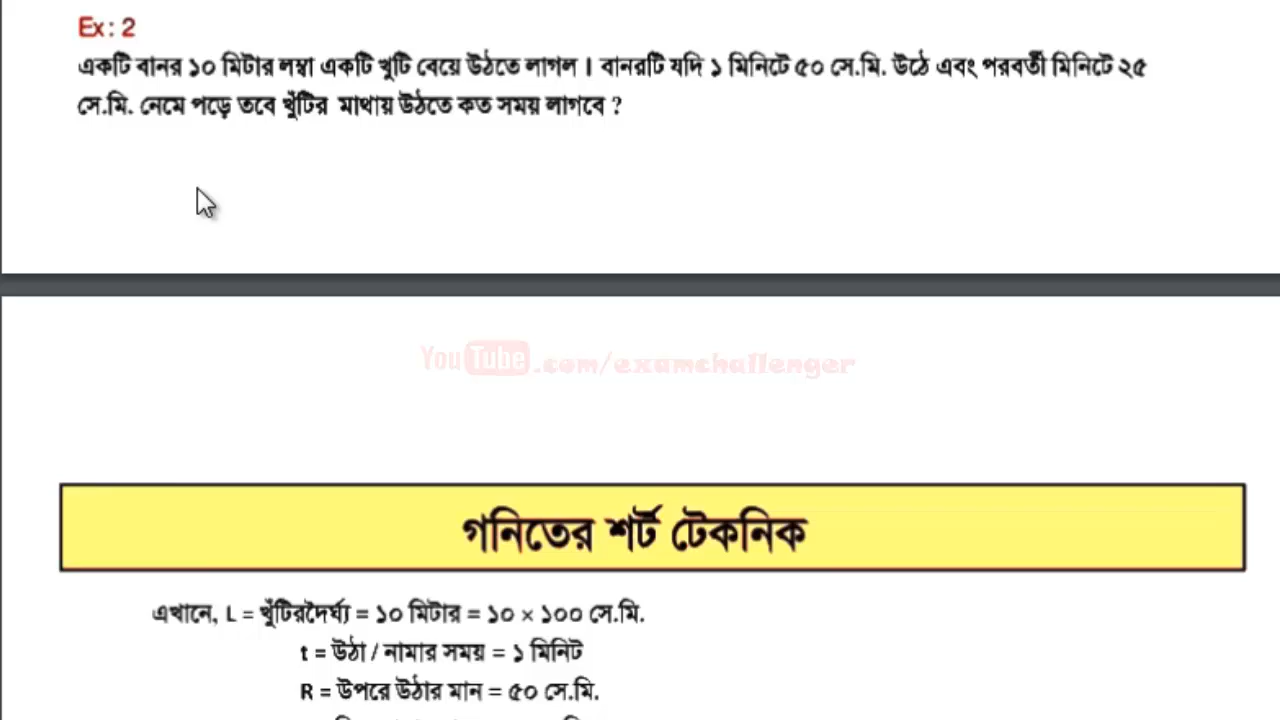 Ex : 2
একটি বানর ১০ মিটার লম্বা একটি খুটি বেয়ে উঠতে লাগল । বানরটি যদি ১ মিনিটে ৫০ সে.মি. উঠে এবং পরবর্তী মিনিটে ২৫
সে.মি. নেমে পড়ে তবে খুঁটির মাথায় উঠতে কত সময় লাগবে ?
YouTube.com/examchallenger
গনিতের শর্ট টেকনিক
এখানে, L = খুঁটিরদৈর্ঘ্য = ১০ মিটার = ১০ × ১০০ সে.মি.
t = উঠা / নামার সময় = ১ মিনিট
R = উপরে উঠার মান = ৫০ সে.মি.